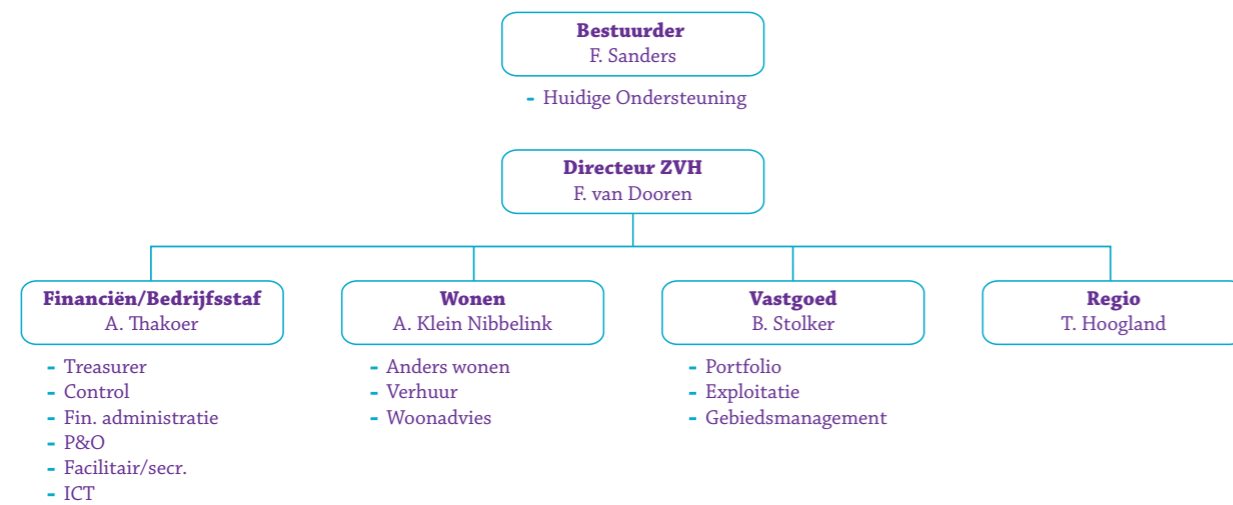 Bestuurder
F. Sanders
- Huidige Ondersteuning
Directeur ZVH
F. van Dooren
Financiën/Bedrijfsstaf
A. Thakoer
- Treasurer
- Control
- Fin. administratie
- P&O
- Facilitair/secr.
- ICT
Wonen
A. Klein Nibbelink
- Anders wonen
- Verhuur
- Woonadvies
Vastgoed
B. Stolker
- Portfolio
- Exploitatie
- Gebiedsmanagement
Regio
T. Hoogland